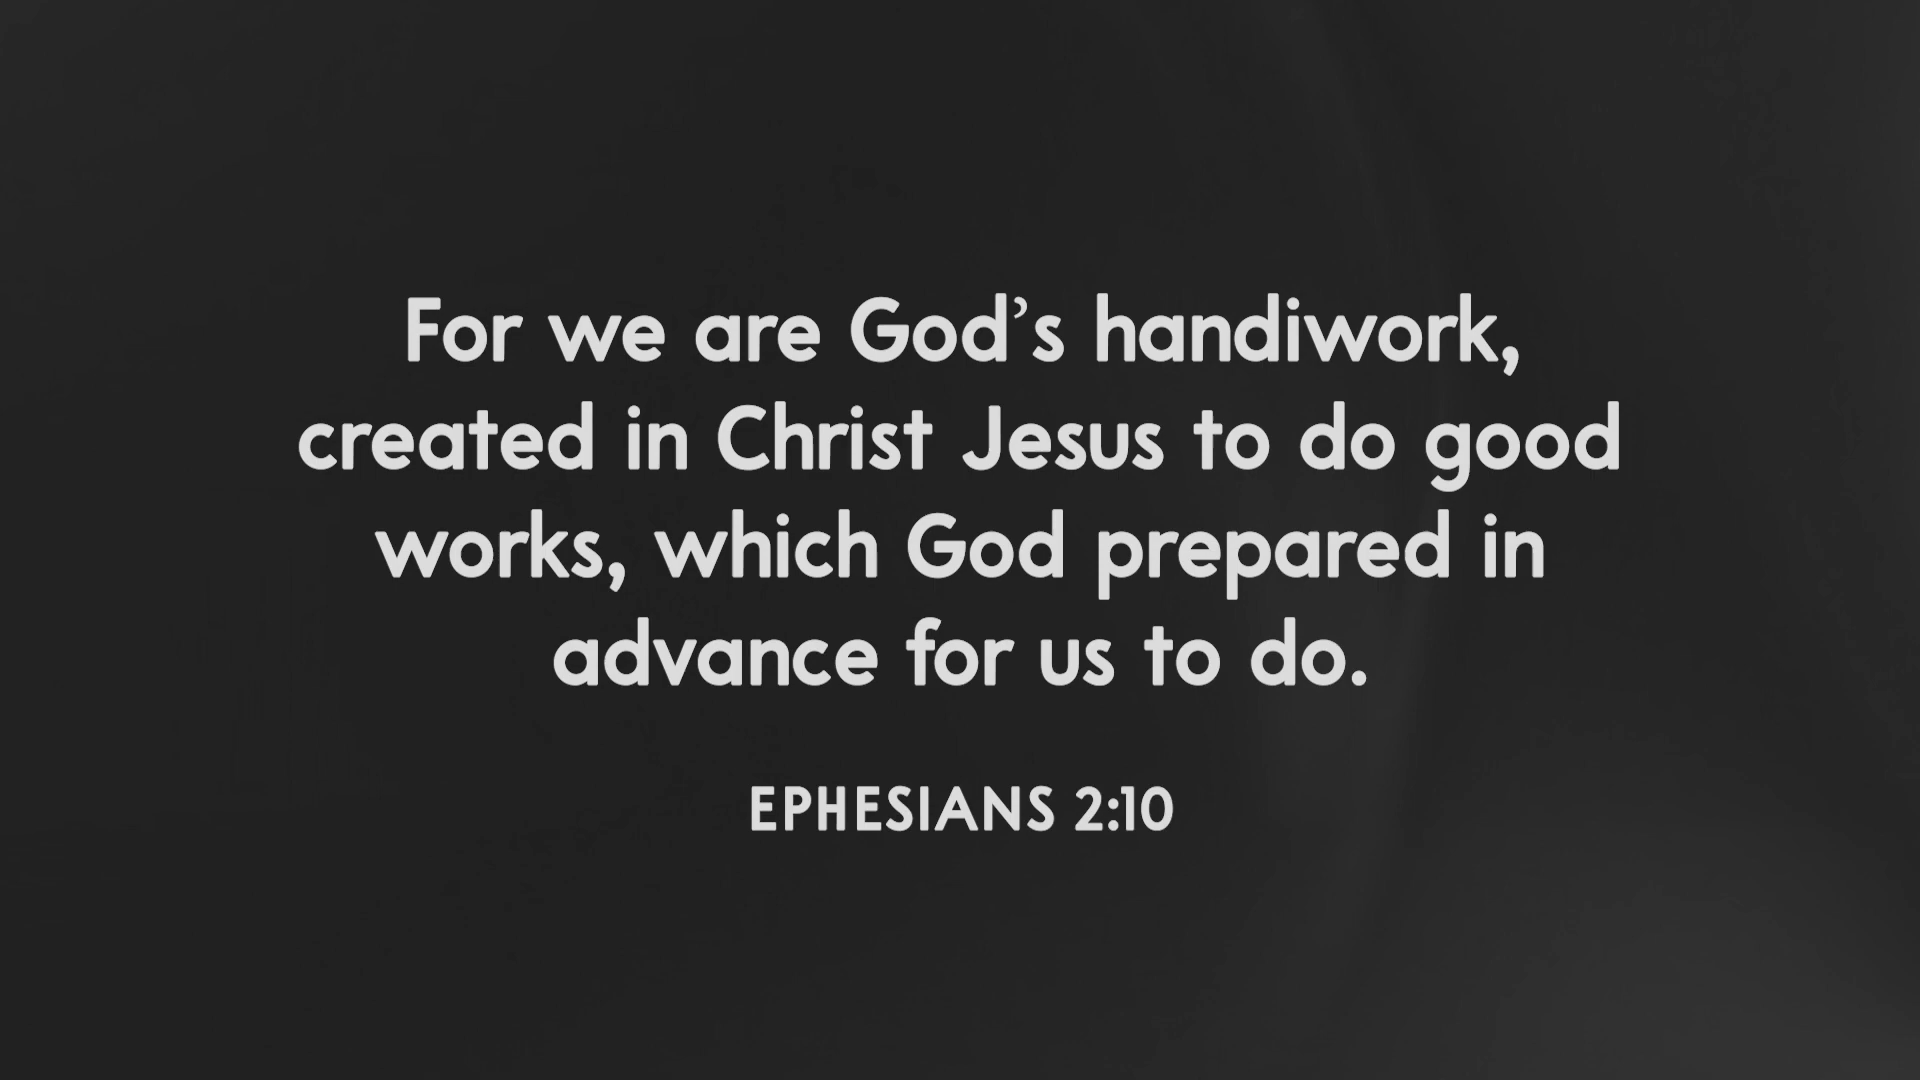 For we are God’s handiwork,
created in Christ Jesus to do good
works, which God prepared in
advance for us to do.
EPHESIANS 2:10